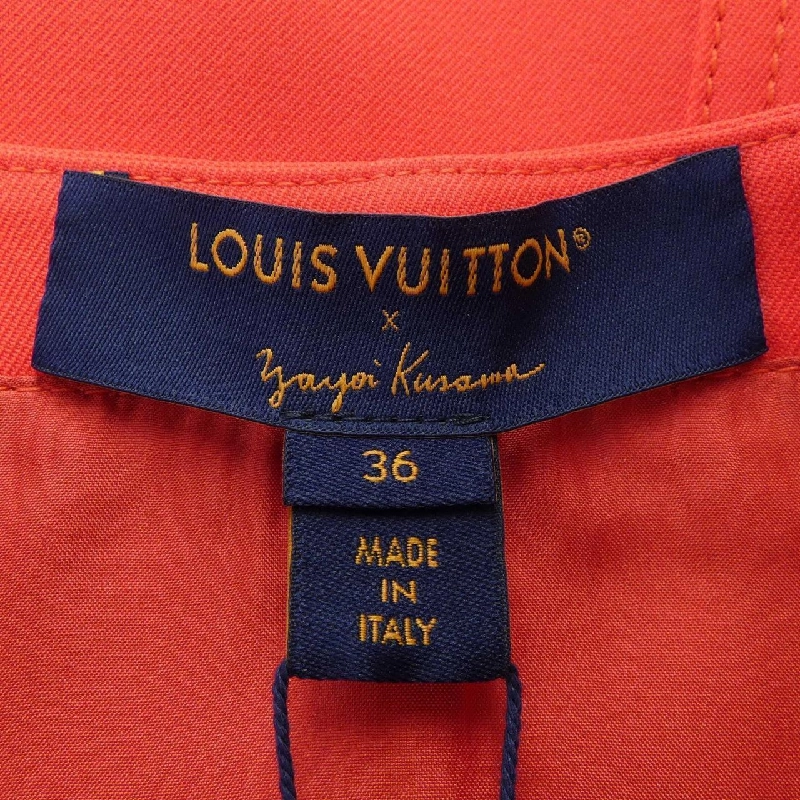 LOUIS VUITTON®
x
Yayoi Kusama
36
MADE
IN
ITALY